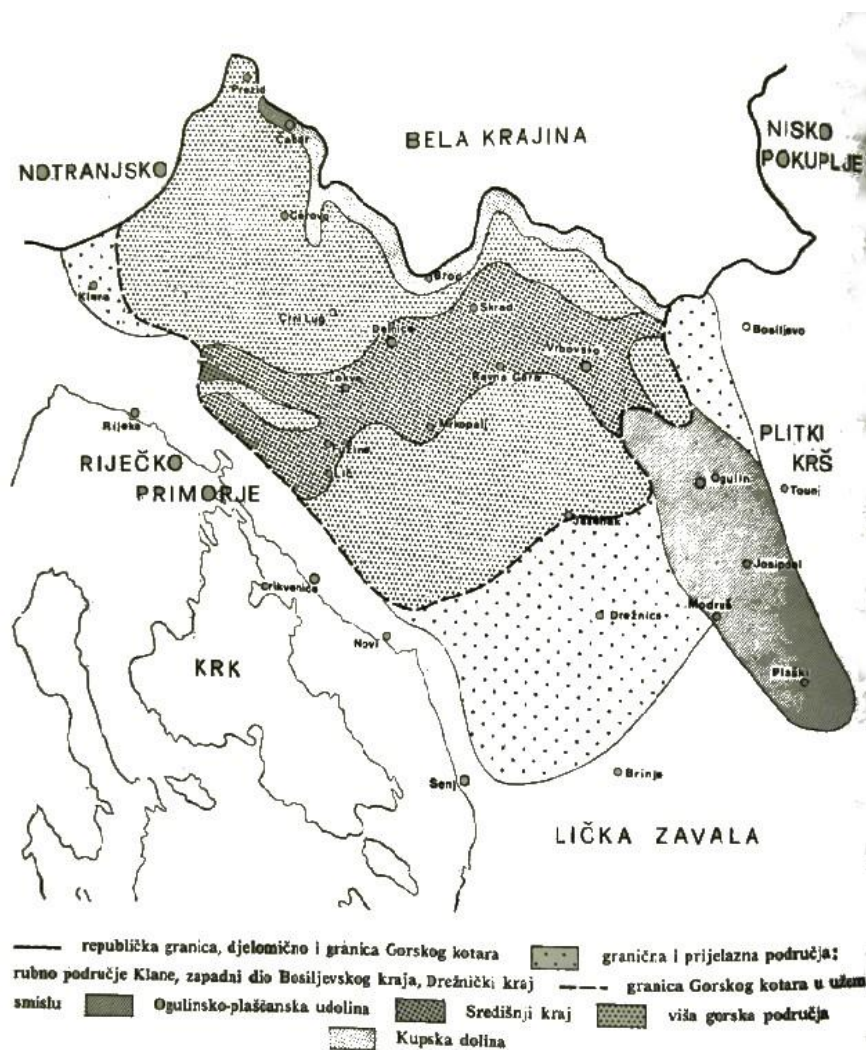 Prezid
Čabar
BELA KRAJINA
NISKO
POKUPLJE
NOTRANJSKO
Gerovo
Brod
Klana
Skrad
Crni Lug
Delnice
Bosiljevo
Vrbovsko
Ravna Gora
Lokve
Rijeka
Mrkopalj
PLITKI
KRŠ
RIJEČKO
PRIMORJE
Fužine
Lič
Ogulin
Tounj
Jasenak
Josipdol
Crikvenica
Drežnica
Modruš
Novi
KRK
Plaški
Senj
Brinje
LIČKA ZAVALA
republička granica, djelomično i granica Gorskog kotara granična i prijelazna područja:
rubno područje Klane, zapadni dio Bosiljevskog kraja, Drežnički kraj granica Gorskog kotara u užem
smislu Ogulinsko-plaščanska udolina Središnji kraj viša gorska područja
Kupska dolina